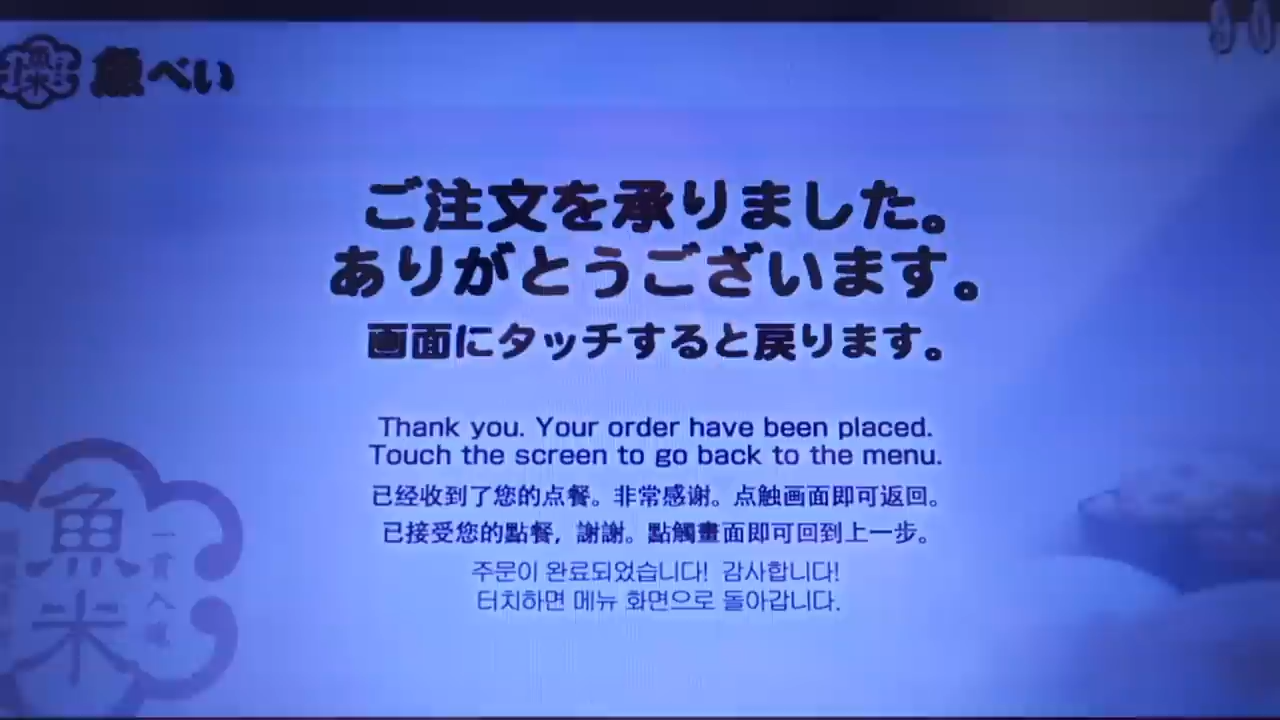 魚べい
90
ご注文を承りました。
ありがとうございます。
画面にタッチすると戻ります。
Thank you. Your order have been placed.
Touch the screen to go back to the menu.
已经收到了您的点餐。非常感谢。点触画面即可返回。
已接受您的點餐，謝謝。點觸畫面即可回到上一步。
주문이 완료되었습니다! 감사합니다!
터치하면 메뉴 화면으로 돌아갑니다.
魚米